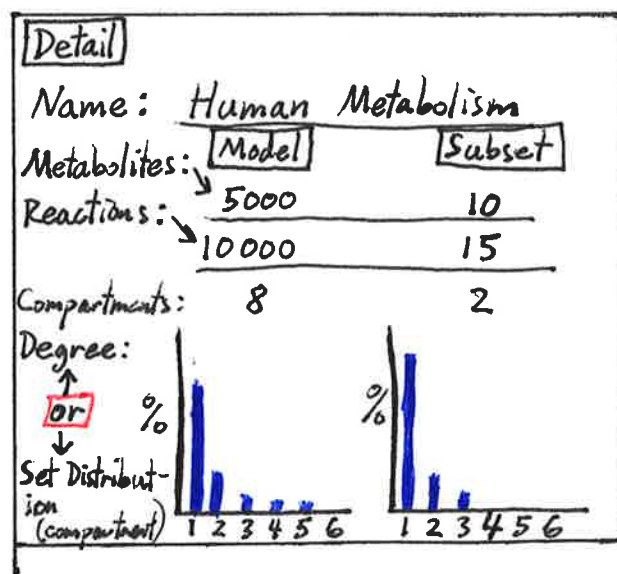 Detail
Name: Human Metabolism
Model Subset
Metabolites: 5000 10
Reactions: 10000 15
Compartments: 8 2
Degree:
or
Set Distribut-
ion
(compartment)
% 1 2 3 4 5 6
% 1 2 3 4 5 6